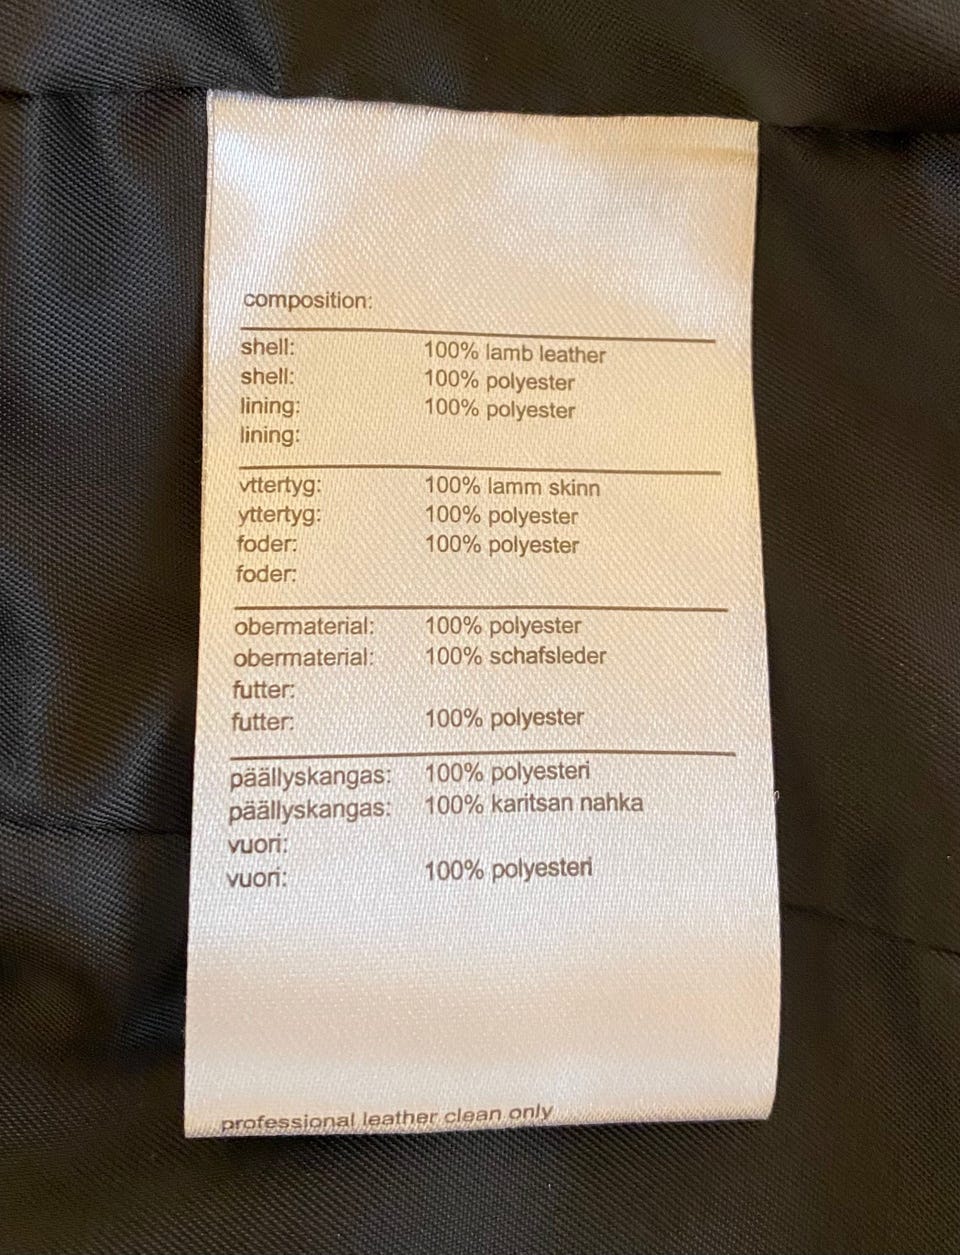 composition:
shell: 100% lamb leather
shell: 100% polyester
lining: 100% polyester
lining:
yttertyg: 100% lamm skinn
yttertyg: 100% polyester
foder: 100% polyester
foder:
obermaterial: 100% polyester
obermaterial: 100% schafsleder
futter:
futter: 100% polyester
päällyskangas: 100% polyesteri
päällyskangas: 100% karitsan nahka
vuori:
vuori: 100% polyesteri
professional leather clean only